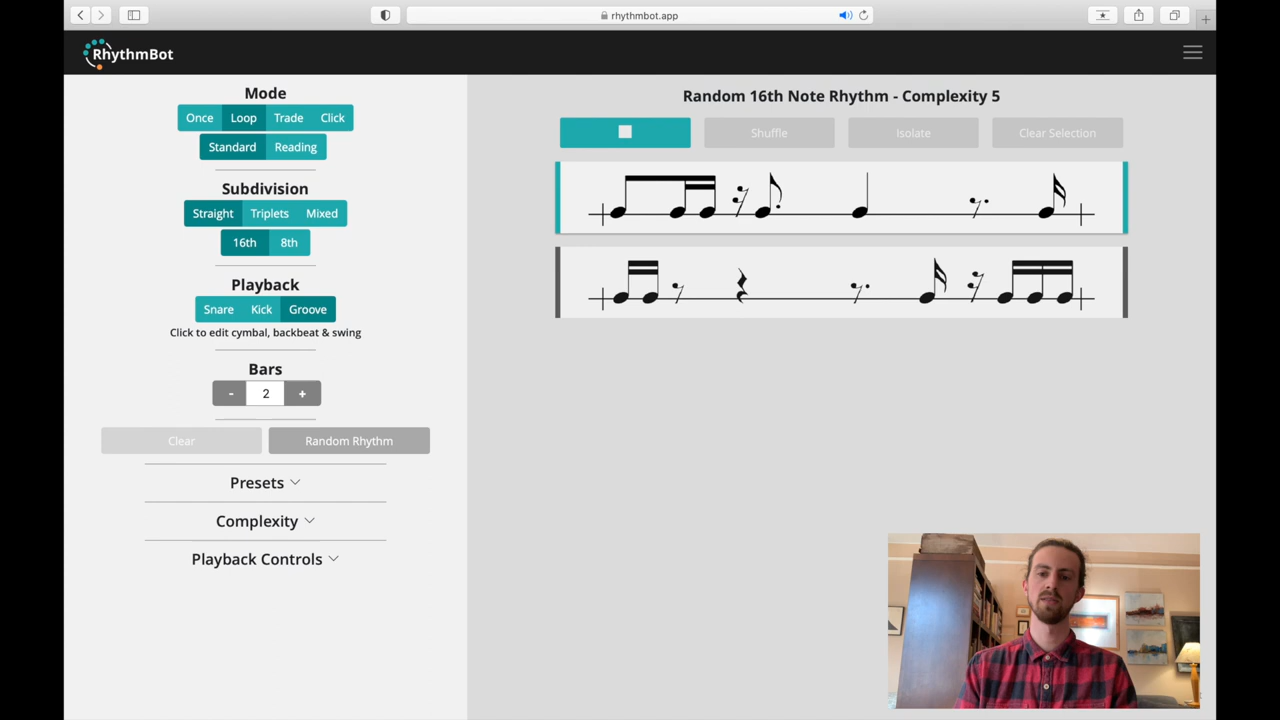 rhythmbot.app
RhythmBot
Mode
Once Loop Trade Click
Standard Reading
Subdivision
Straight Triplets Mixed
16th 8th
Playback
Snare Kick Groove
Click to edit cymbal, backbeat & swing
Bars
- 2 +
Clear Random Rhythm
Presets
Complexity
Playback Controls
Random 16th Note Rhythm - Complexity 5
Shuffle Isolate Clear Selection